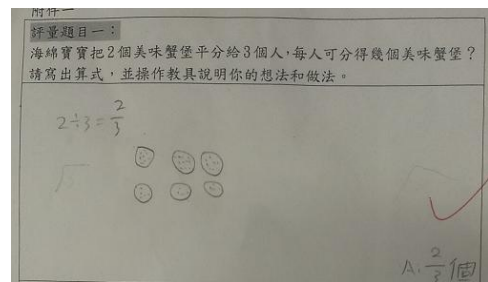 附件一
評量題目一：
海綿寶寶把2個美味蟹堡平分給3個人，每人可分得幾個美味蟹堡？
請寫出算式，並操作教具說明你的想法和做法。
2÷3=2/3
A: 2/3 個